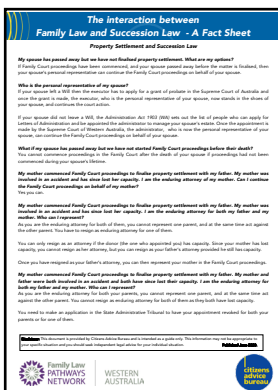 The interaction between
Family Law and Succession Law - A Fact Sheet
Property Settlement and Succession Law
My spouse has passed away but we have not finalised property settlement. What are my options?
If Family Court proceedings have been commenced, and your spouse passed away before the matter is finalised, then
your spouse's personal representative can continue the Family Court proceedings on behalf of your spouse.
Who is the personal representative of my spouse?
If your spouse left a Will then the executor has to apply for a grant of probate in the Supreme Court of Australia and
once the grant is made, the executor, who is the personal representative of your spouse, now stands in the shoes of
your spouse, and continue the court action.
If your spouse did not leave a Will, the Administration Act 1903 (WA) sets out the list of people who can apply for
Letters of Administration and be appointed the administrator to manage your spouse's estate. Once the appointment is
made by the Supreme Court of Western Australia, the administrator, who is now the personal representative of your
spouse, can continue the Family Court proceedings on behalf of your spouse.
What if my spouse has passed away but we have not started Family Court proceedings before their death?
You cannot commence proceedings in the Family Court after the death of your spouse if proceedings had not been
commenced during your spouse's lifetime.
My mother commenced Family Court proceedings to finalise property settlement with my father. My mother was
involved in an accident and has since lost her capacity. I am the enduring attorney of my mother. Can I continue
the Family Court proceedings on behalf of my mother?
Yes you can.
My mother commenced Family Court proceedings to finalise property settlement with my father. My mother was
involved in an accident and has since lost her capacity. I am the enduring attorney for both my father and my
mother. Who can I represent?
As you are the enduring attorney for both of them, you cannot represent one parent, and at the same time act against
the other parent. You have to resign as enduring attorney for one of them.
You can only resign as an attorney of the donor (the one who appointed you) has capacity. Since your mother has lost
capacity, you cannot resign as her attorney, but you can resign as your father's attorney provided he still has capacity.
Once you have resigned as your father's attorney, you can then represent your mother in the Family Court proceedings.
My mother commenced Family Court proceedings to finalise property settlement with my father. My mother and
father were both involved in an accident and both have since lost their capacity. I am the enduring attorney for
both my father and my mother. Who can I represent?
As you are the enduring attorney for both parents, you cannot represent one parent, and at the same time act
against the other parent. You cannot resign as enduring attorney for one of them as they both have lost capacity.
You need to make an application in the State Administrative Tribunal to have your appointment revoked for both your
parents or for one of them.
Disclaimer: This document is provided by Citizens Advice Bureau and is intended as a guide only. This information may not be appropriate to
your specific situation and you should seek independent legal advice for your individual situation.
FAMILY LAW
PATHWAYS
NETWORK
WESTERN
AUSTRALIA
citizens
advice
bureau